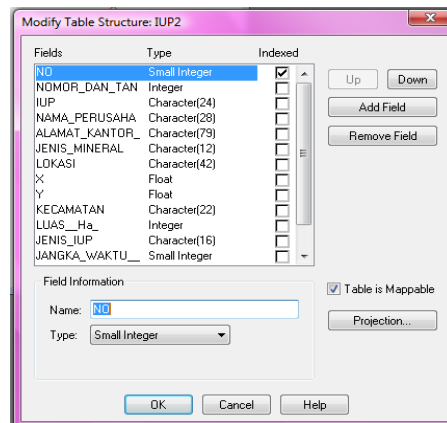 Modify Table Structure: IUP2
Fields Type Indexed
NO Small Integer
NOMOR_DAN_TAN Integer
IUP Character(24)
NAMA_PERUSAHA Character(28)
ALAMAT_KANTOR_ Character(79)
JENIS_MINERAL Character(12)
LOKASI Character(42)
X Float
Y Float
KECAMATAN Character(22)
LUAS__Ha_ Integer
JENIS_IUP Character(16)
JANGKA_WAKTU__ Small Integer
Up Down
Add Field
Remove Field
Field Information
Name: NO
Type: Small Integer
Table is Mappable
Projection...
OK Cancel Help